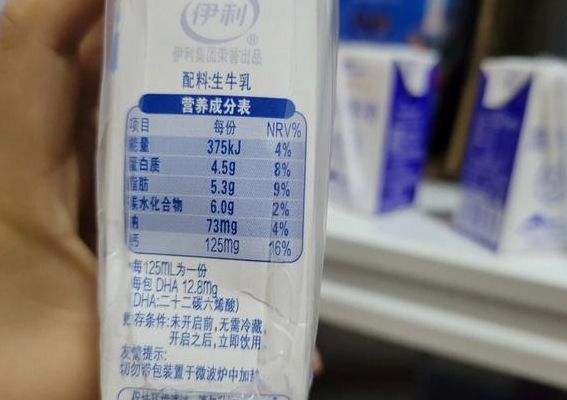 伊利
®
伊利集团荣誉出品
配料:生牛乳
营养成分表
项目 每份 NRV%
能量 375kJ 4%
蛋白质 4.5g 8%
脂肪 5.3g 9%
碳水化合物 6.0g 2%
钠 73mg 4%
钙 125mg 16%
*每125mL为一份
每包 DHA 12.8mg
(DHA:二十二碳六烯酸)
贮存条件:未开启前,无需冷藏,
开启之后,立即饮用
友情提示:
切勿带包装置于微波炉中加热